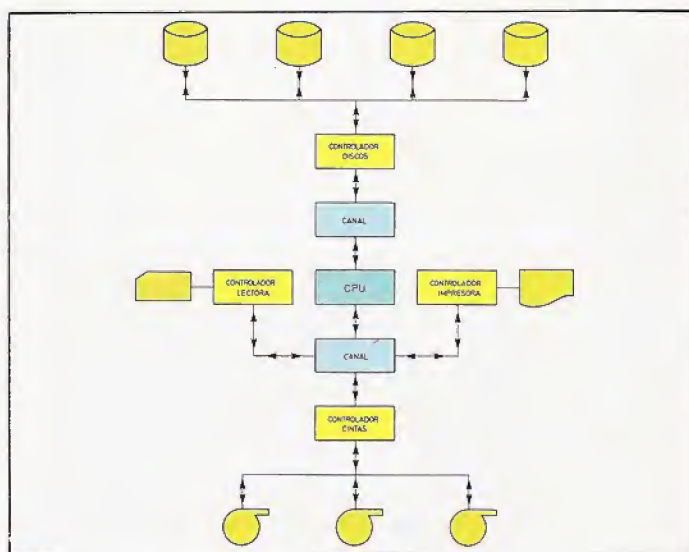 CONTROLADOR
DISCOS
CANAL
CONTROLADOR
LECTORA
CPU
CONTROLADOR
IMPRESORA
CANAL
CONTROLADOR
CINTAS